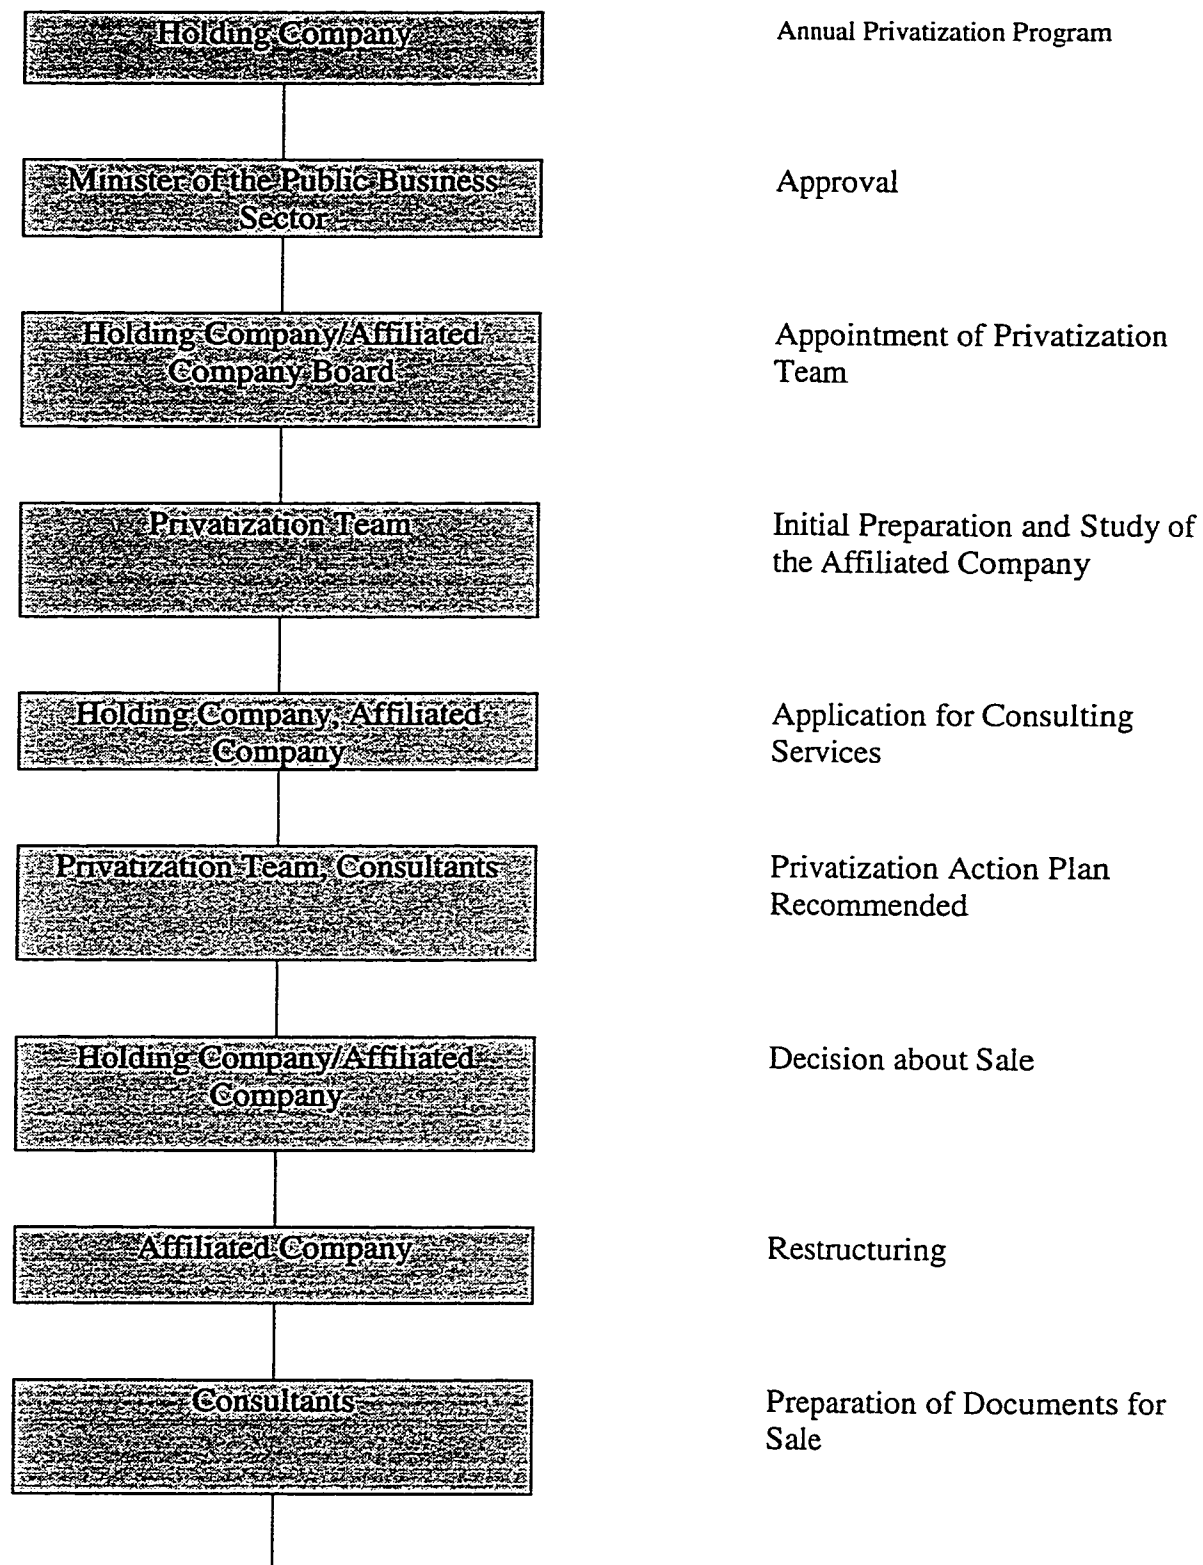 Holding Company
Annual Privatization Program
Minister of the Public Business
Sector
Approval
Holding Company/Affiliated
Company Board
Appointment of Privatization
Team
Privatization Team
Initial Preparation and Study of
the Affiliated Company
Holding Company, Affiliated
Company
Application for Consulting
Services
Privatization Team, Consultants
Privatization Action Plan
Recommended
Holding Company/Affiliated
Company
Decision about Sale
Affiliated Company
Restructuring
Consultants
Preparation of Documents for
Sale